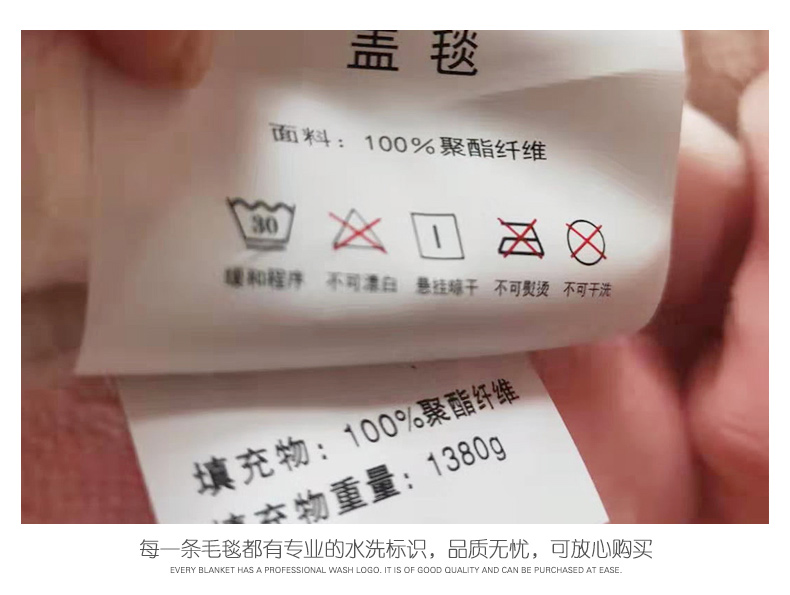 盖毯
面料：100%聚酯纤维
30
缓和程序 不可漂白 悬挂晾干 不可熨烫 不可干洗
填充物：100%聚酯纤维
填充物重量：1380g
每一条毛毯都有专业的水洗标识，品质无忧，可放心购买
EVERY BLANKET HAS A PROFESSIONAL WASH LOGO. IT IS OF GOOD QUALITY AND CAN BE PURCHASED AT EASE.